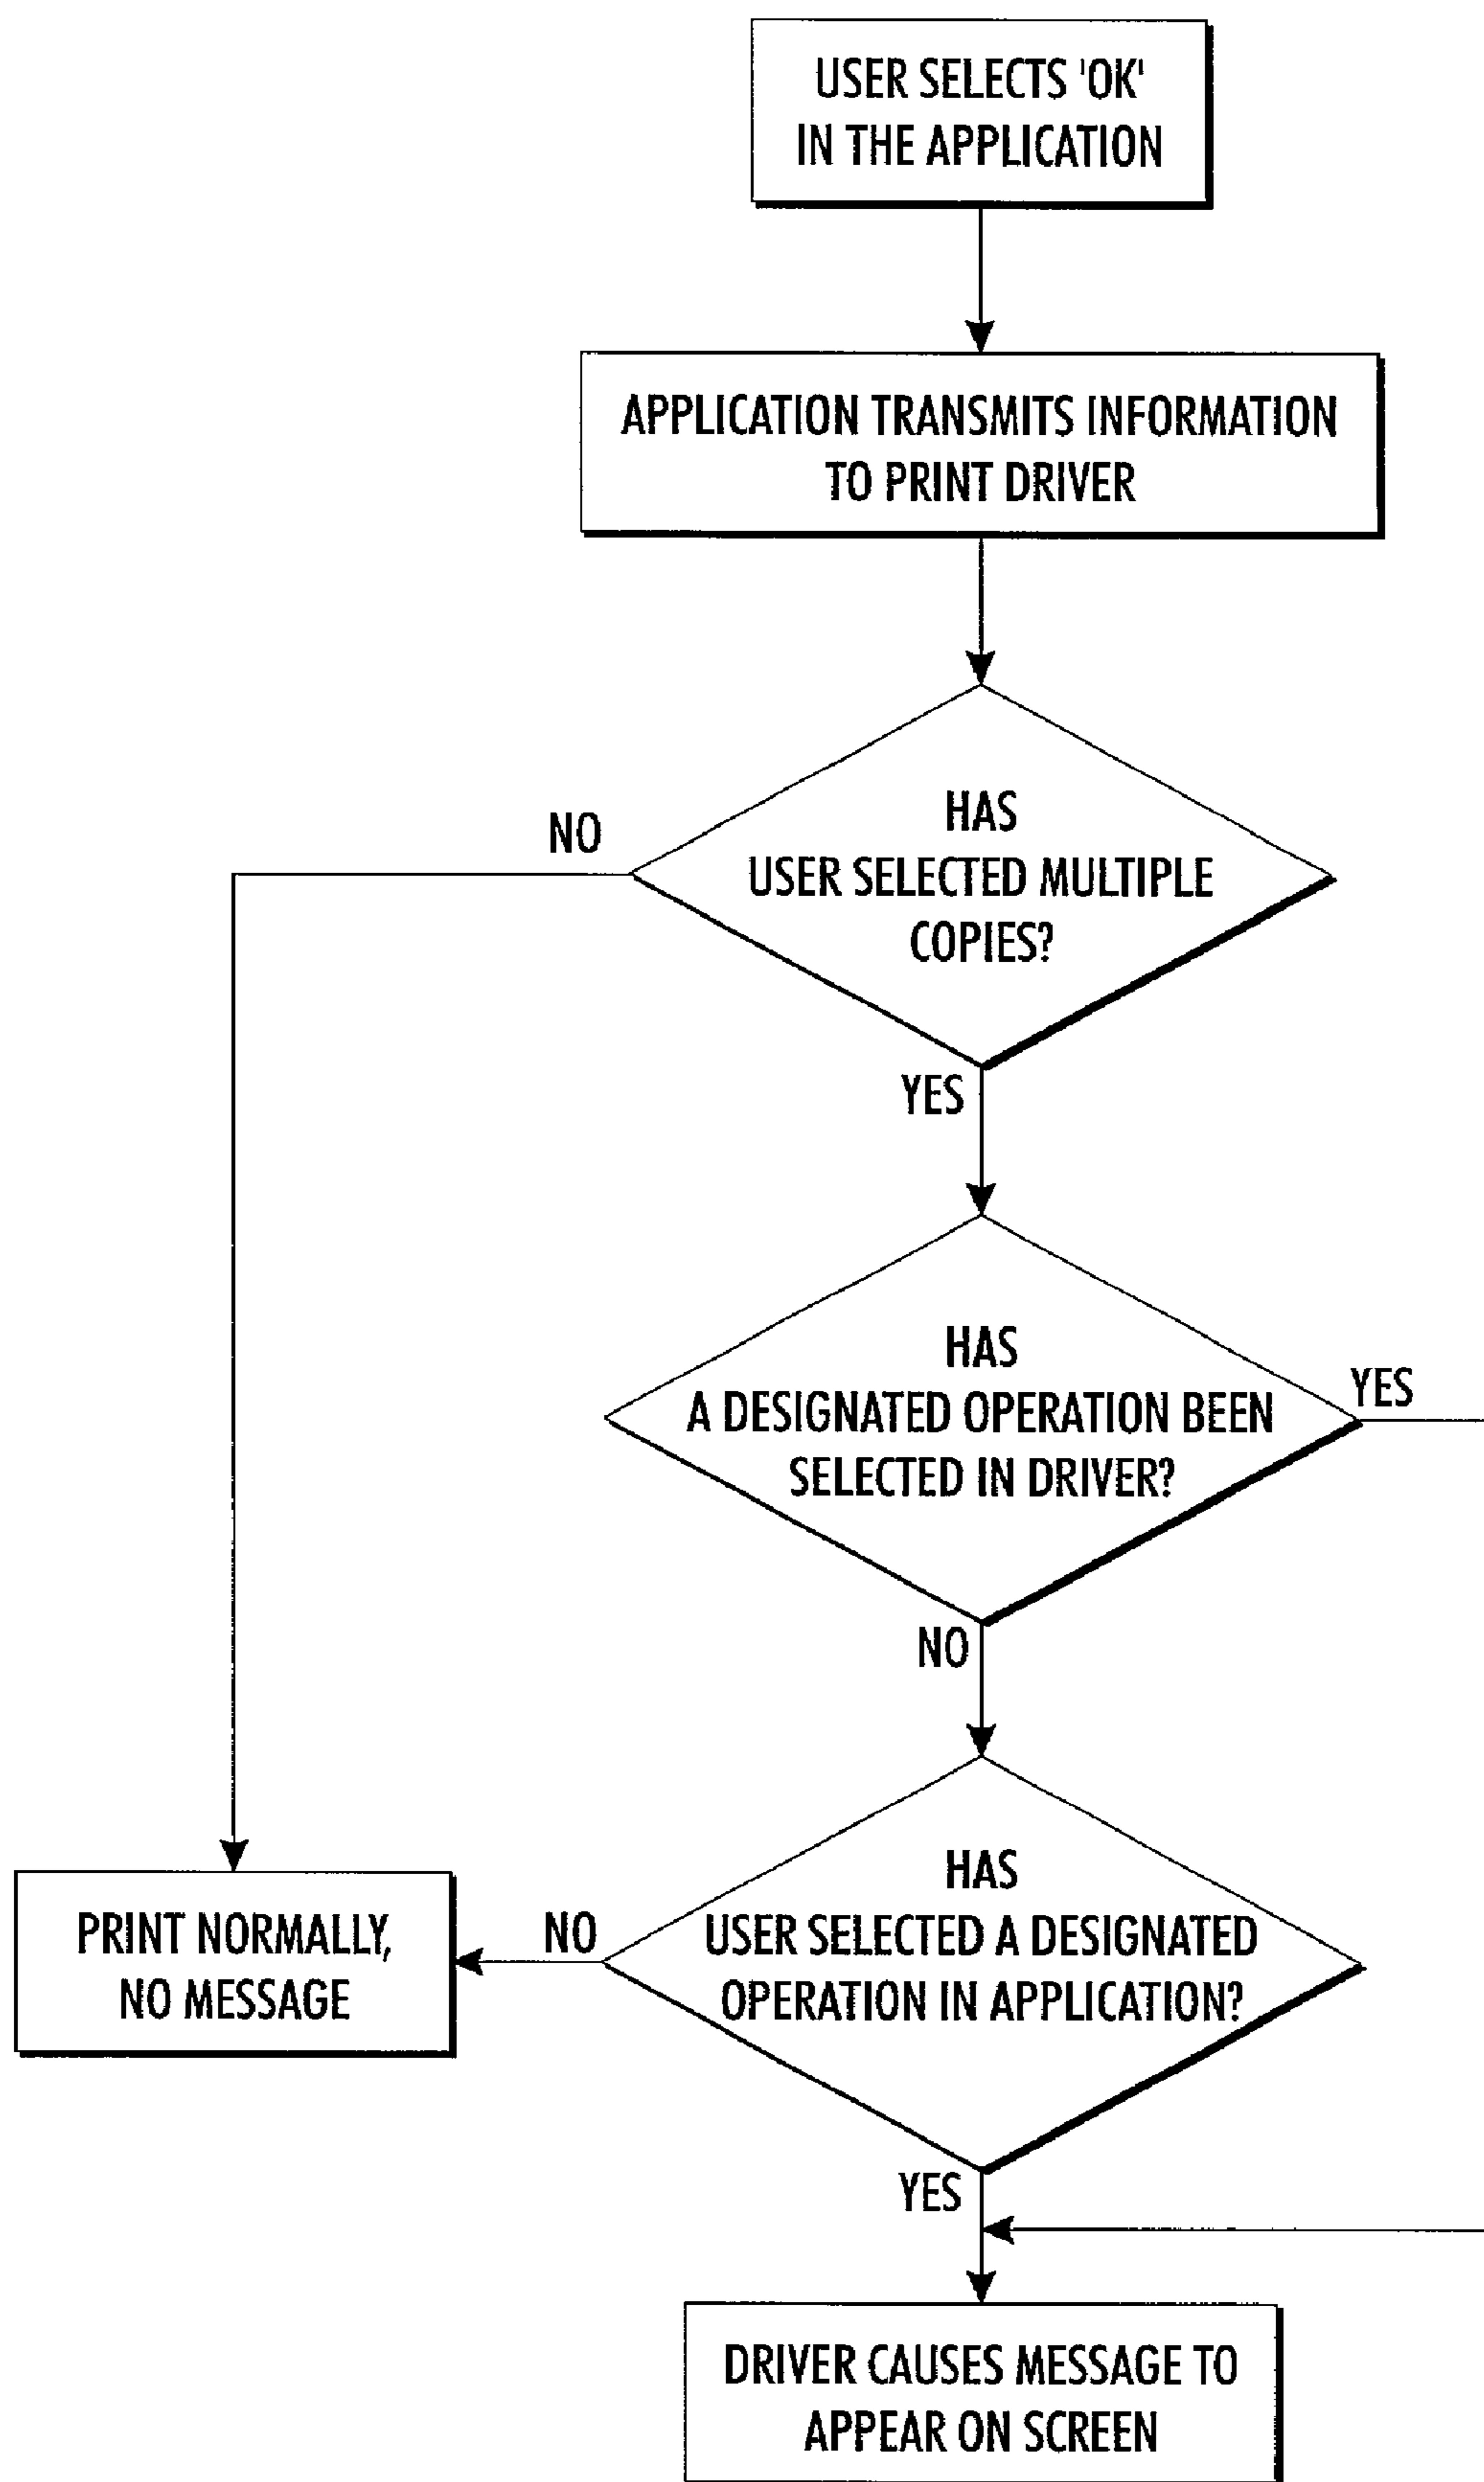 USER SELECTS 'OK'
IN THE APPLICATION
APPLICATION TRANSMITS INFORMATION
TO PRINT DRIVER
HAS
USER SELECTED MULTIPLE
COPIES?
NO
YES
HAS
A DESIGNATED OPERATION BEEN
SELECTED IN DRIVER?
YES
NO
HAS
USER SELECTED A DESIGNATED
OPERATION IN APPLICATION?
NO
PRINT NORMALLY,
NO MESSAGE
YES
DRIVER CAUSES MESSAGE TO
APPEAR ON SCREEN